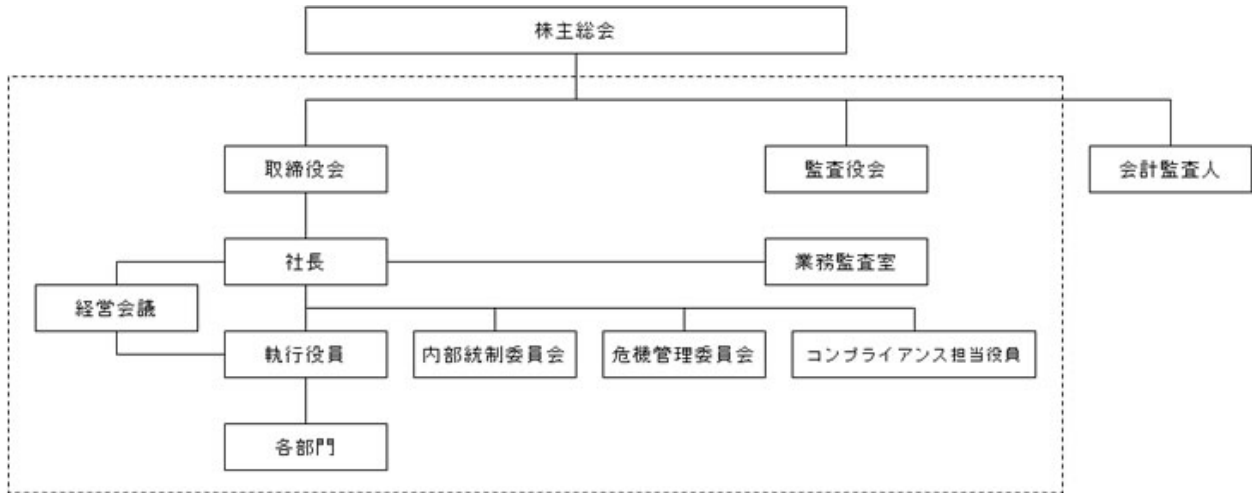 株主総会
取締役会
監査役会
会計監査人
社長
業務監査室
経営会議
執行役員
内部統制委員会
危機管理委員会
コンプライアンス担当役員
各部門